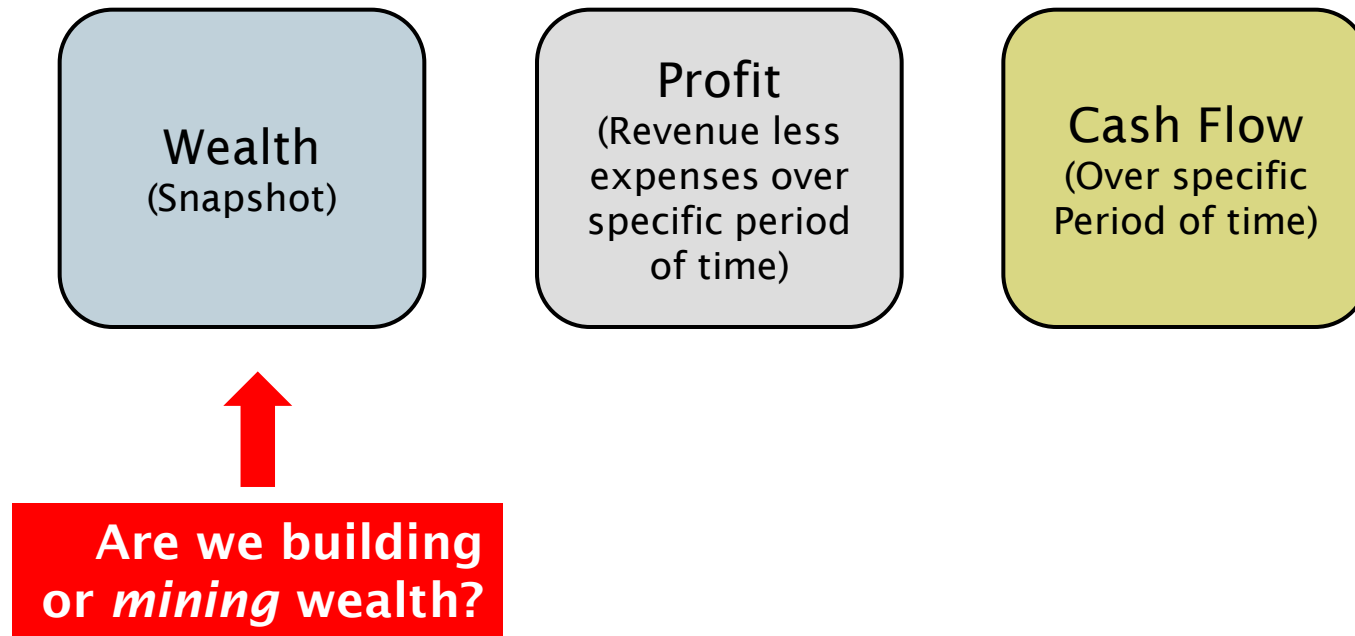 Wealth
(Snapshot)
Profit
(Revenue less
expenses over
specific period
of time)
Cash Flow
(Over specific
Period of time)
Are we building
or mining wealth?